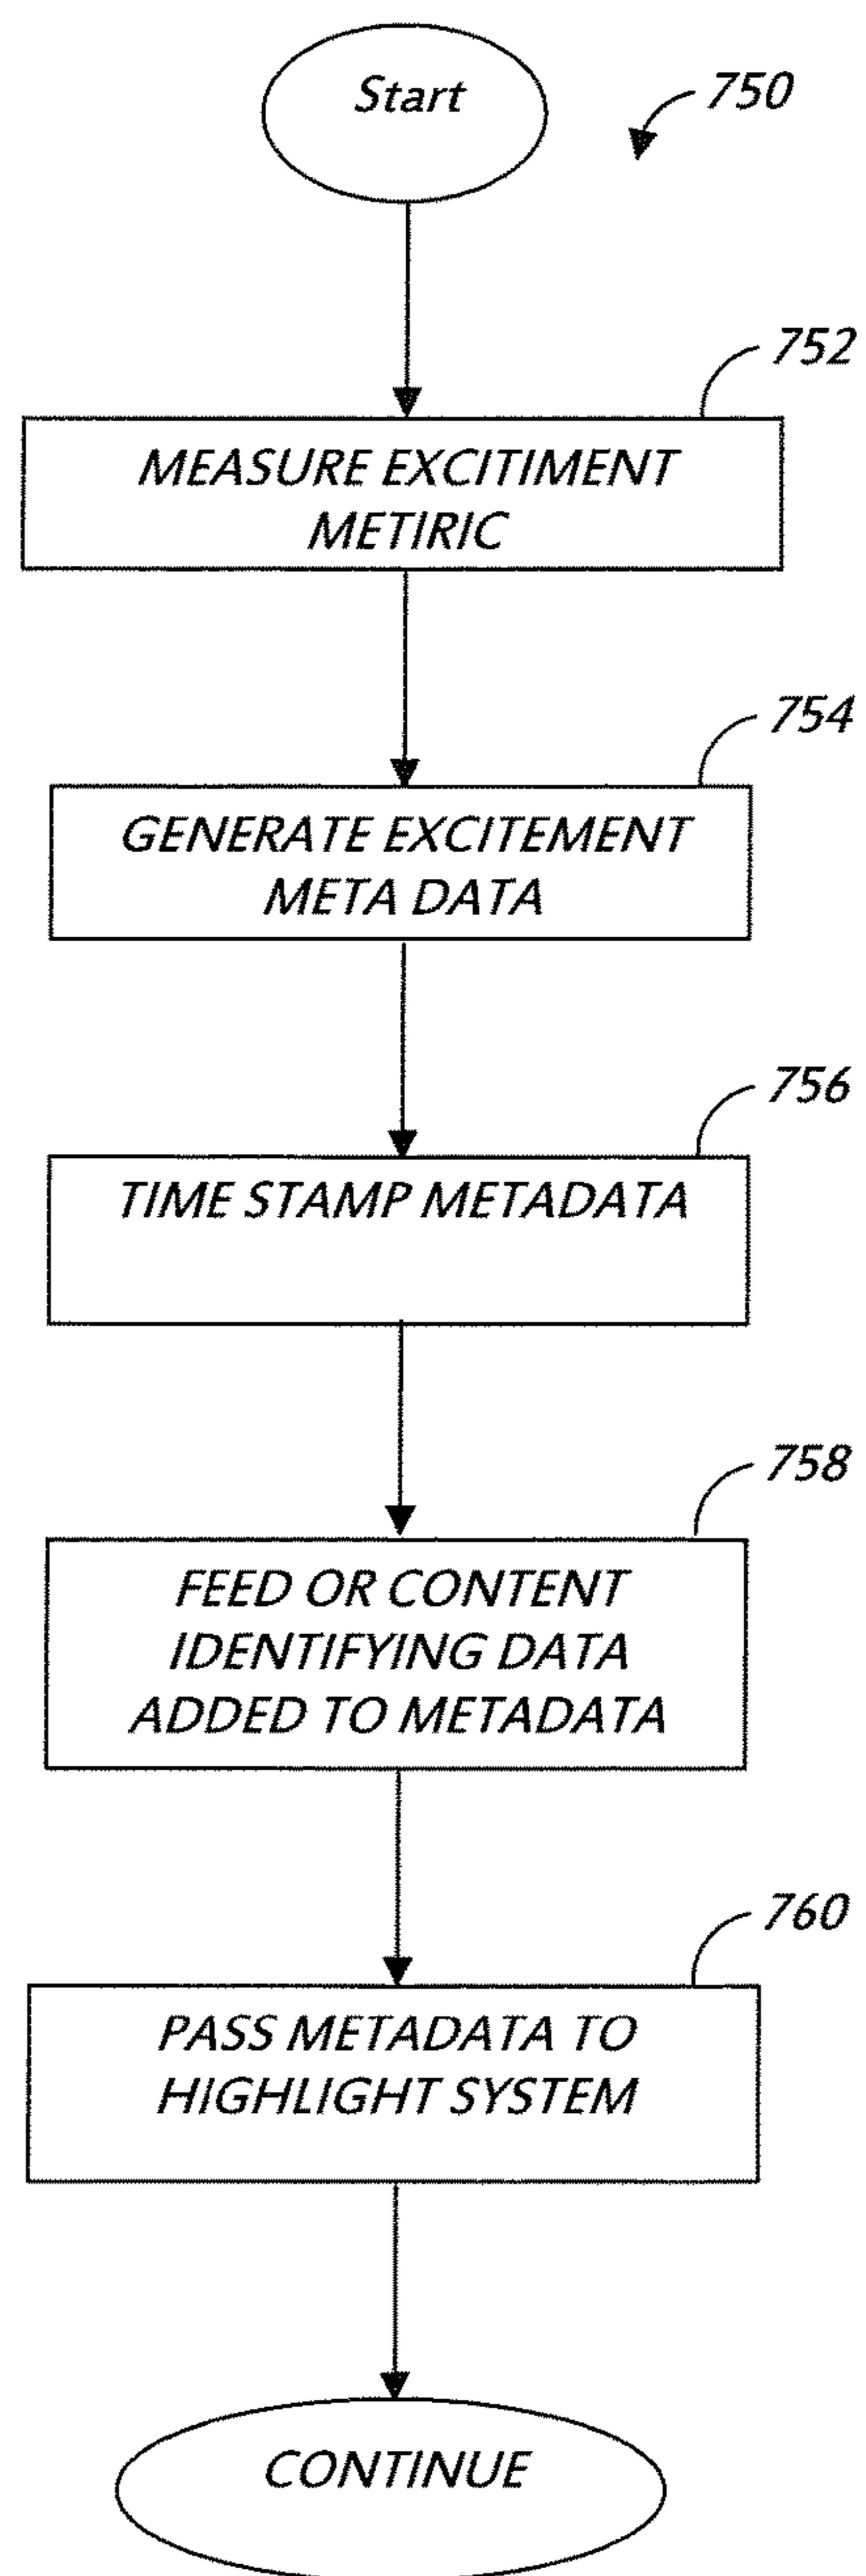 Start
750
752
MEASURE EXCITIMENT
METIRIC
754
GENERATE EXCITEMENT
META DATA
756
TIME STAMP METADATA
758
FEED OR CONTENT
IDENTIFYING DATA
ADDED TO METADATA
760
PASS METADATA TO
HIGHLIGHT SYSTEM
CONTINUE